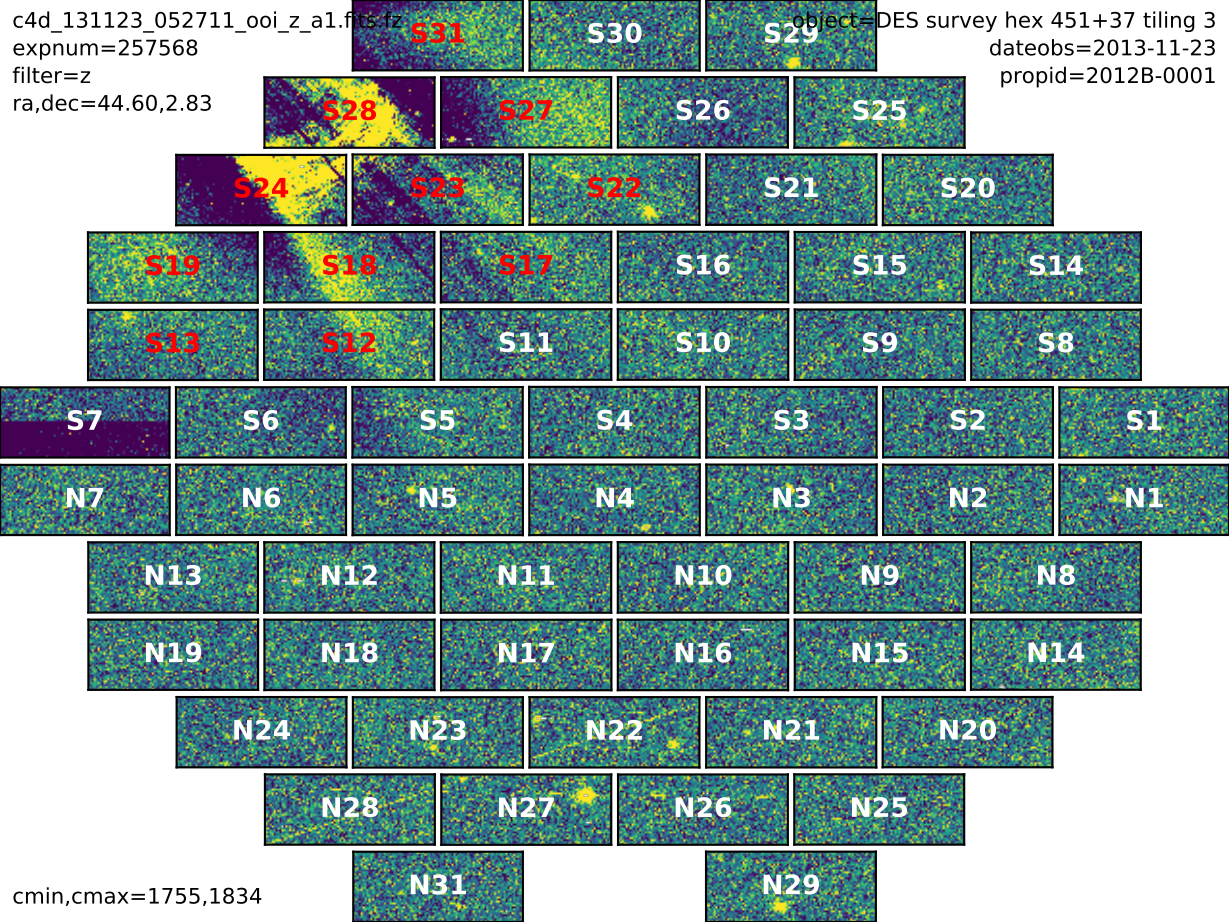 c4d_131123_052711_ooi_z_a1.fits.fz
expnum=257568
filter=z
ra,dec=44.60,2.83
object=DES survey hex 451+37 tiling 3
dateobs=2013-11-23
propid=2012B-0001
S31 S30 S29
S28 S27 S26 S25
S24 S23 S22 S21 S20
S19 S18 S17 S16 S15 S14
S13 S12 S11 S10 S9 S8
S7 S6 S5 S4 S3 S2 S1
N7 N6 N5 N4 N3 N2 N1
N13 N12 N11 N10 N9 N8
N19 N18 N17 N16 N15 N14
N24 N23 N22 N21 N20
N28 N27 N26 N25
N31 N29
cmin,cmax=1755,1834